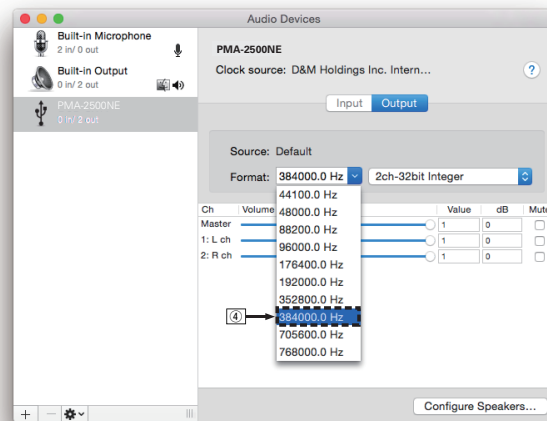 Audio Devices
Built-in Microphone
2 in/ 0 out
Built-in Output
0 in/ 2 out
PMA-2500NE
0 in/ 2 out
PMA-2500NE
Clock source: D&M Holdings Inc. Intern...
?
Input Output
Source: Default
Format: 384000.0 Hz 2ch-32bit Integer
44100.0 Hz
48000.0 Hz
88200.0 Hz
96000.0 Hz
176400.0 Hz
192000.0 Hz
352800.0 Hz
④ 384000.0 Hz
705600.0 Hz
768000.0 Hz
Ch Volume Value dB Mute
Master 1 0
1: L ch 1 0
2: R ch 1 0
Configure Speakers...